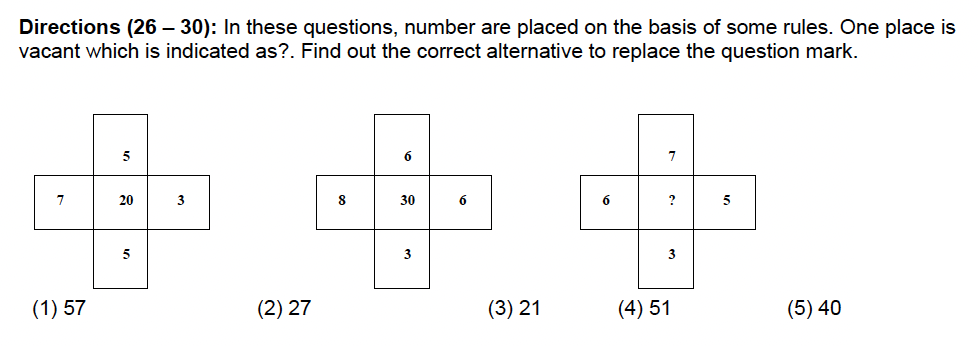 Directions (26 – 30): In these questions, number are placed on the basis of some rules. One place is
vacant which is indicated as?. Find out the correct alternative to replace the question mark.
5 6 7
7 20 3 8 30 6 6 ? 5
5 3 3
(1) 57 (2) 27 (3) 21 (4) 51 (5) 40